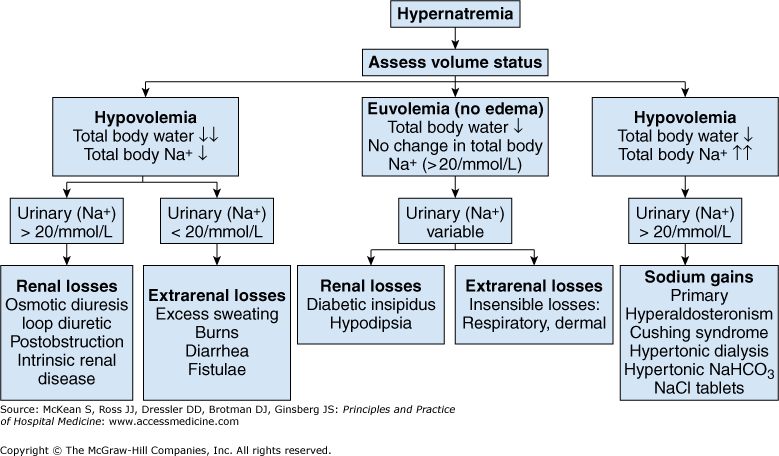 Hypernatremia
Assess volume status
Hypovolemia
Total body water ↓↓
Total body Na⁺ ↓
Euvolemia (no edema)
Total body water ↓
No change in total body
Na⁺ (>20/mmol/L)
Hypovolemia
Total body water ↓
Total body Na⁺ ↑↑
Urinary (Na⁺)
> 20/mmol/L
Urinary (Na⁺)
< 20/mmol/L
Urinary (Na⁺)
variable
Urinary (Na⁺)
> 20/mmol/L
Renal losses
Osmotic diuresis
loop diuretic
Postobstruction
Intrinsic renal
disease
Extrarenal losses
Excess sweating
Burns
Diarrhea
Fistulae
Renal losses
Diabetic insipidus
Hypodipsia
Extrarenal losses
Insensible losses:
Respiratory, dermal
Sodium gains
Primary
Hyperaldosteronism
Cushing syndrome
Hypertonic dialysis
Hypertonic NaHCO₃
NaCl tablets
Source: McKean S, Ross JJ, Dressler DD, Brotman DJ, Ginsberg JS: Principles and Practice
of Hospital Medicine: www.accessmedicine.com
Copyright © The McGraw-Hill Companies, Inc. All rights reserved.